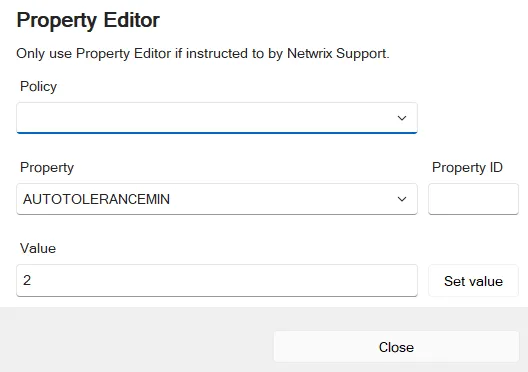 Property Editor
Only use Property Editor if instructed to by Netwrix Support.
Policy
Property
Property ID
AUTOTOLERANCEMIN
Value
2
Set value
Close